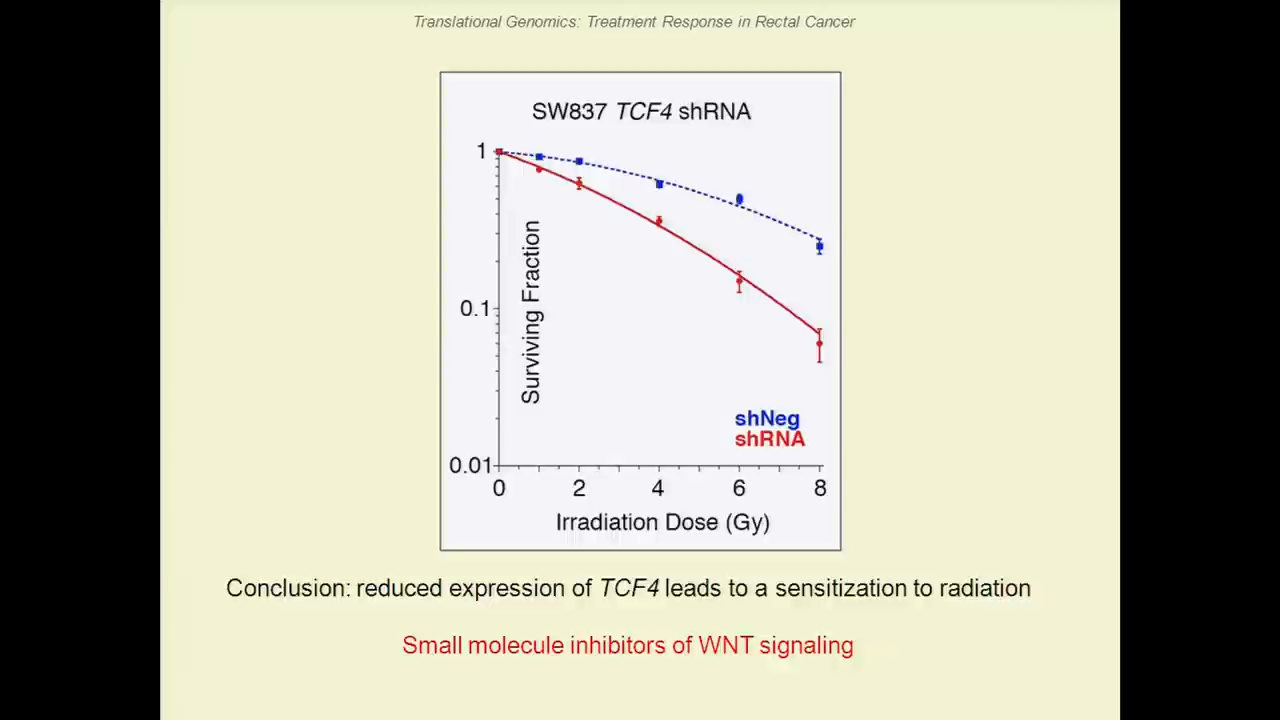 Translational Genomics: Treatment Response in Rectal Cancer
SW837 TCF4 shRNA
1
0.1
0.01
Surviving Fraction
shNeg
shRNA
0 2 4 6 8
Irradiation Dose (Gy)
Conclusion: reduced expression of TCF4 leads to a sensitization to radiation
Small molecule inhibitors of WNT signaling